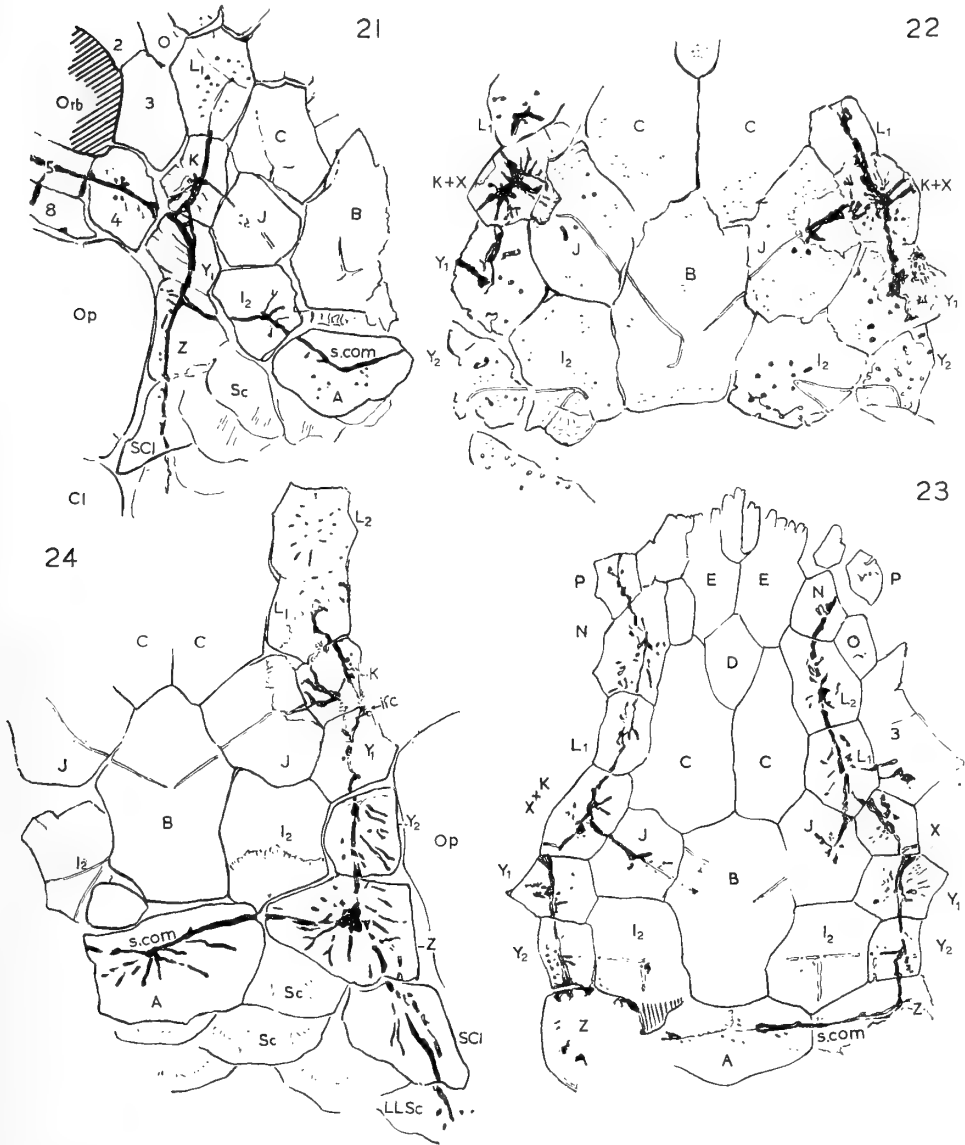 21
2
O
L₁
Orb
3
C
5
K
B
8
4
J
Y₁
I₂
Op
Z
s.com
Sc
A
SCl
Cl
22
L₁
C
C
L₁
K+X
K+X
J
J
B
Y₁
Y₁
Y₂
I₂
I₂
Y₂
23
P
E
E
N
P
N
O
D
L₂
3
L₁
L₁
C
C
K
J
J
X
Y₁
B
Y₁
I₂
I₂
Y₂
Y₂
Z
Z
s.com
A
A
24
L₂
L₁
C
C
K
Y₁
J
J
B
I₂
Y₂
Op
I₂
s.com
Z
A
Sc
SCl
Sc
LLSc